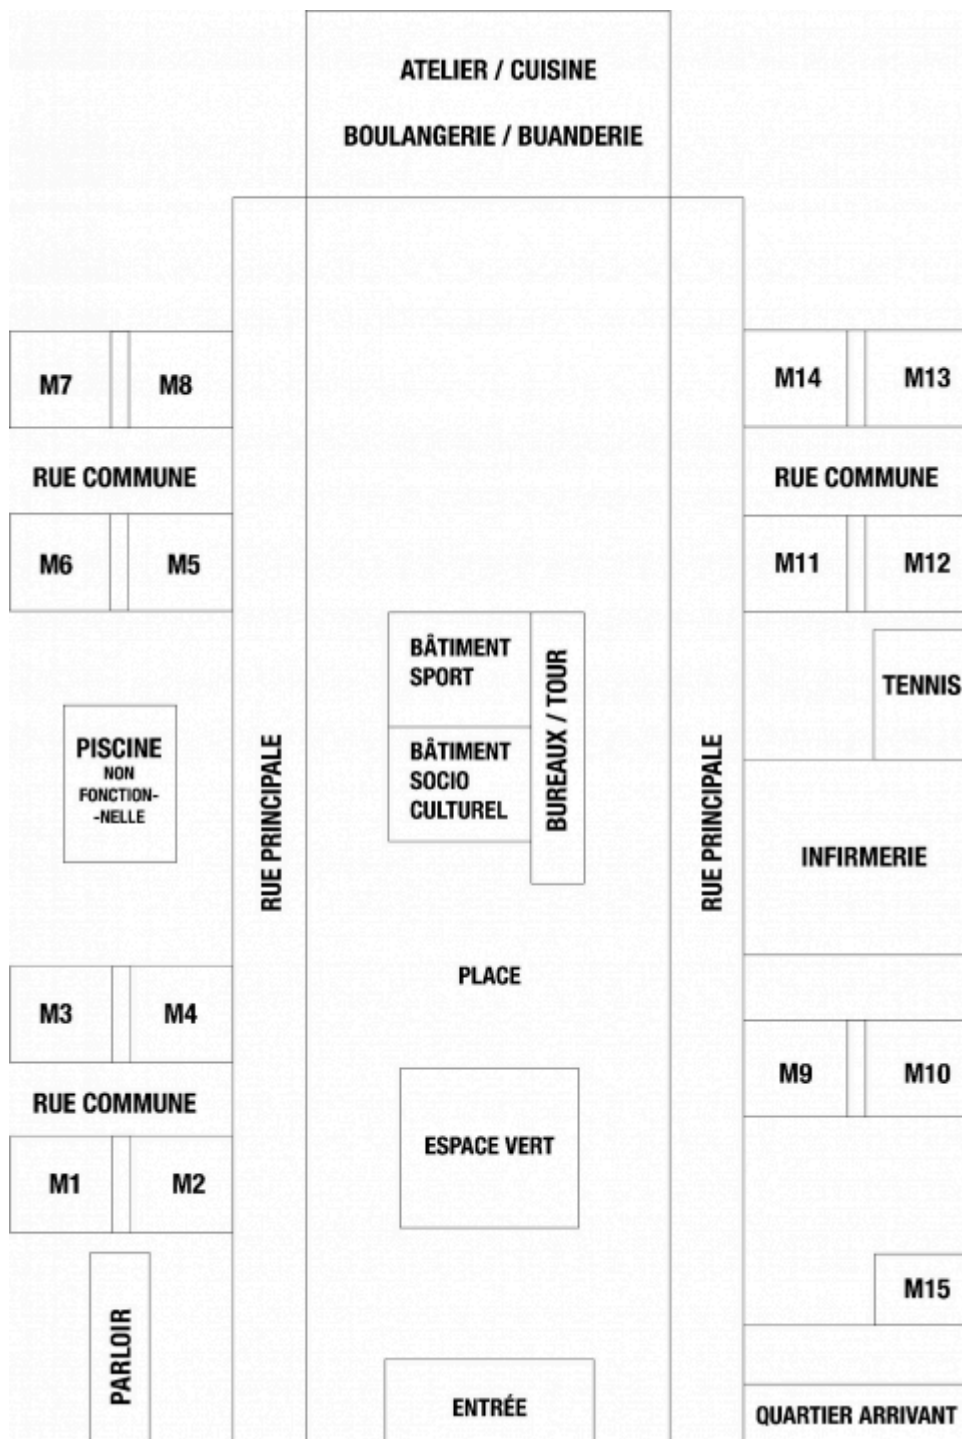 ATELIER / CUISINE
BOULANGERIE / BUANDERIE
M7
M8
M14
M13
RUE COMMUNE
RUE COMMUNE
M6
M5
M11
M12
BÂTIMENT
SPORT
BUREAUX / TOUR
TENNIS
PISCINE
NON
FONCTION-
-NELLE
RUE PRINCIPALE
BÂTIMENT
SOCIO
CULTUREL
RUE PRINCIPALE
INFIRMERIE
PLACE
M3
M4
M9
M10
RUE COMMUNE
ESPACE VERT
M1
M2
M15
PARLOIR
ENTRÉE
QUARTIER ARRIVANT